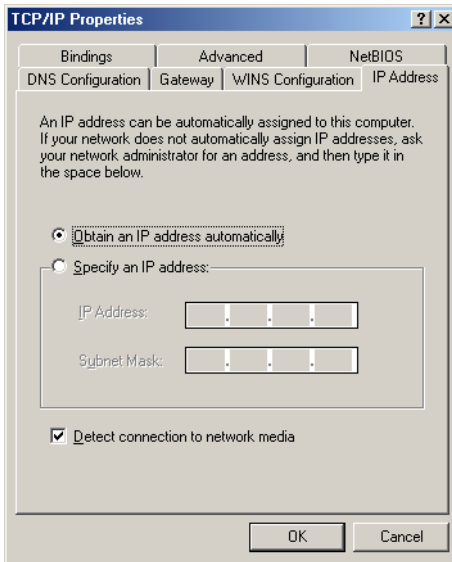 TCP/IP Properties
Bindings Advanced NetBIOS
DNS Configuration Gateway WINS Configuration IP Address
An IP address can be automatically assigned to this computer.
If your network does not automatically assign IP addresses, ask
your network administrator for an address, and then type it in
the space below.
Obtain an IP address automatically
Specify an IP address:
IP Address: . . .
Subnet Mask: . . .
Detect connection to network media
OK Cancel